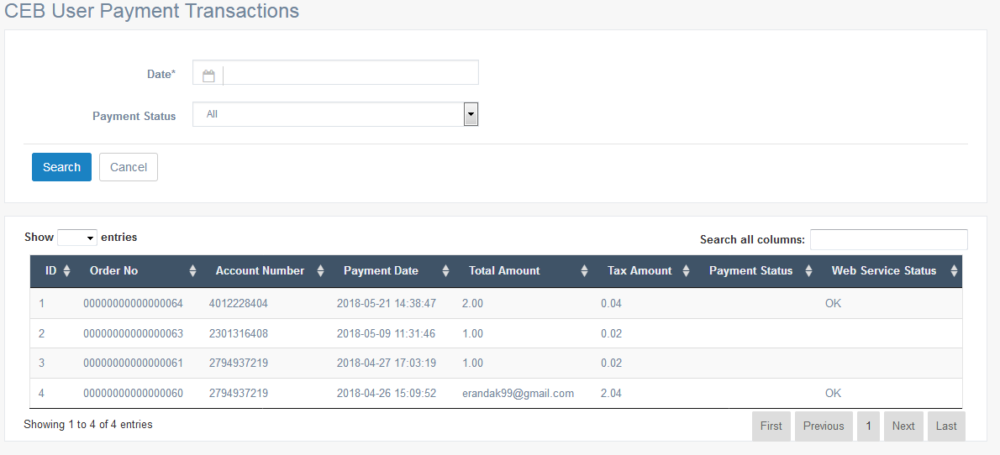 CEB User Payment Transactions
Date*
Payment Status All
Search Cancel
Show entries Search all columns:
ID Order No Account Number Payment Date Total Amount Tax Amount Payment Status Web Service Status
1 00000000000000064 4012228404 2018-05-21 14:38:47 2.00 0.04 OK
2 00000000000000063 2301316408 2018-05-09 11:31:46 1.00 0.02
3 00000000000000061 2794937219 2018-04-27 17:03:19 1.00 0.02
4 00000000000000060 2794937219 2018-04-26 15:09:52 erandak99@gmail.com 2.04 OK
Showing 1 to 4 of 4 entries First Previous 1 Next Last